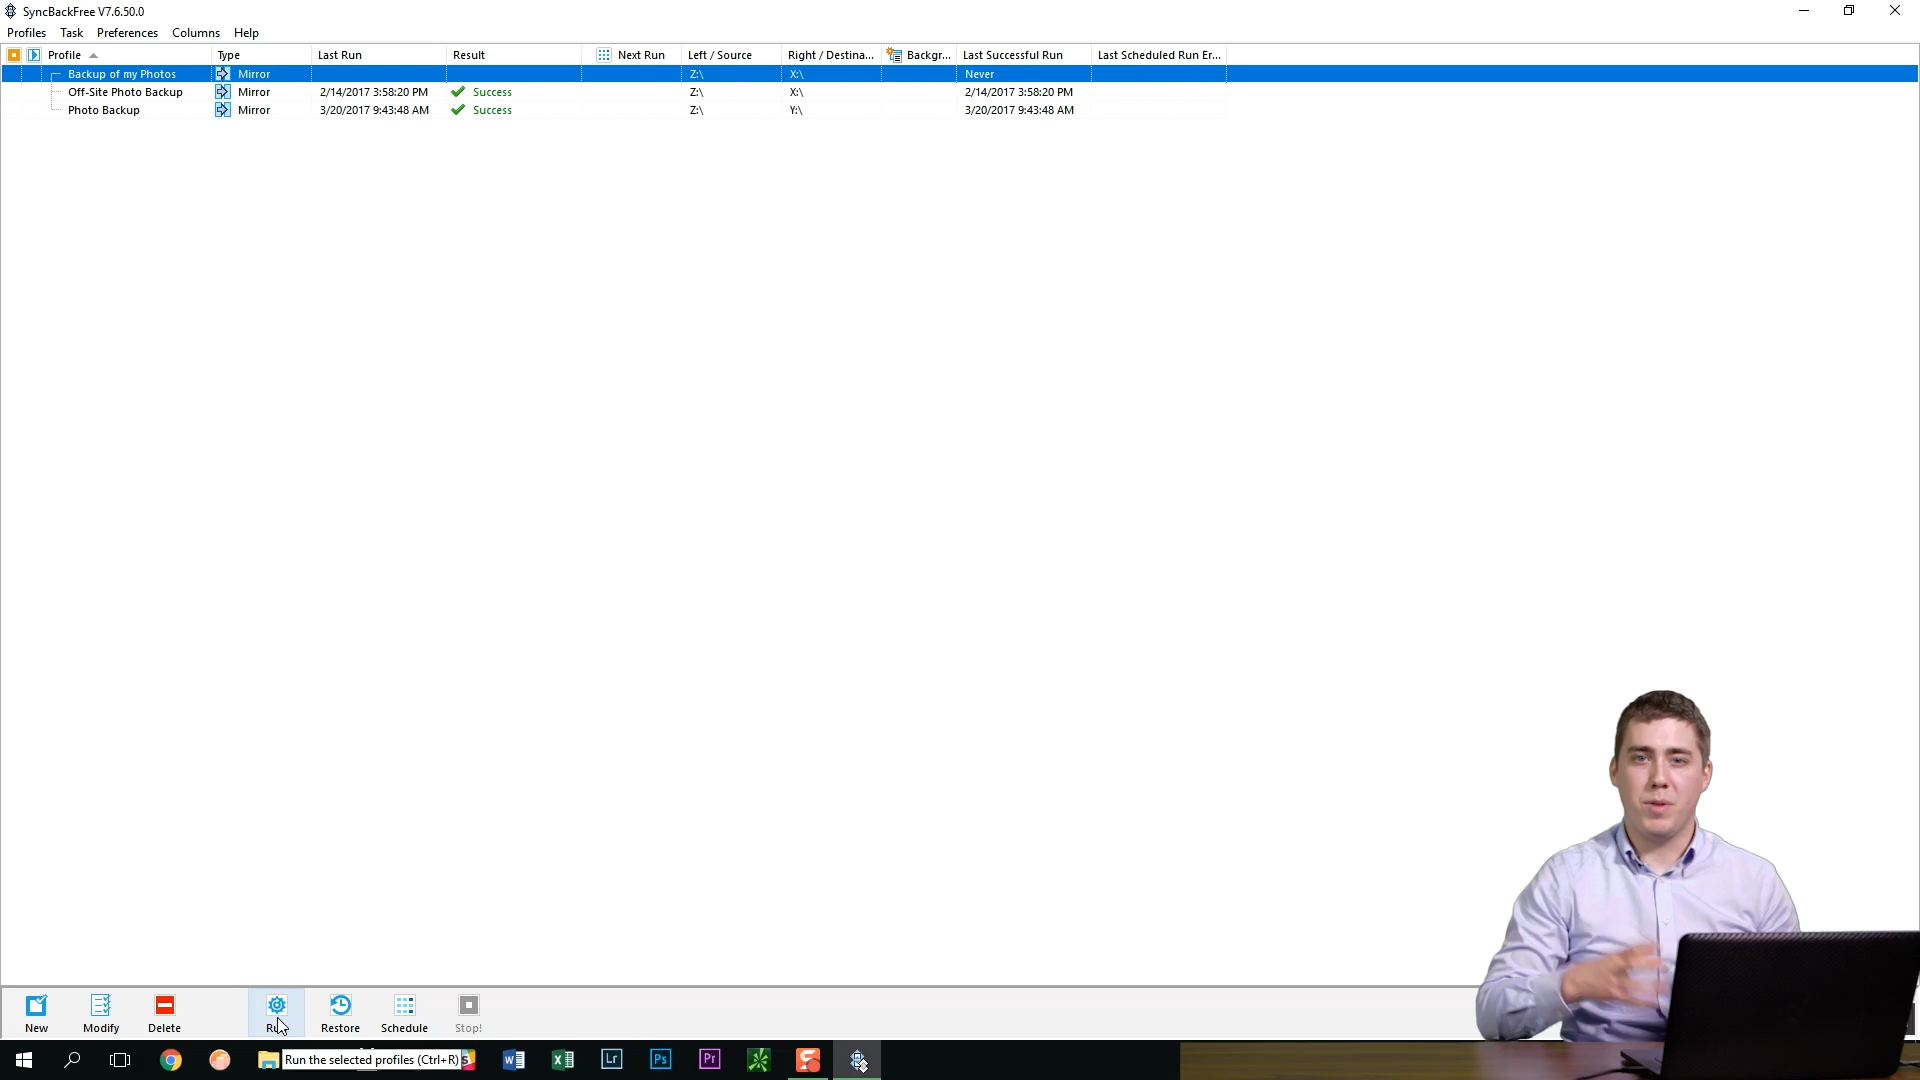 SyncBackFree V7.6.50.0
Profiles Task Preferences Columns Help
Profile Type Last Run Result Next Run Left / Source Right / Destina... Backgr... Last Successful Run Last Scheduled Run Er...
Backup of my Photos Mirror Z:\ X:\ Never
Off-Site Photo Backup Mirror 2/14/2017 3:58:20 PM Success Z:\ X:\ 2/14/2017 3:58:20 PM
Photo Backup Mirror 3/20/2017 9:43:48 AM Success Z:\ Y:\ 3/20/2017 9:43:48 AM
New Modify Delete Run Restore Schedule Stop!
Run the selected profiles (Ctrl+R) S Lr Ps Pr